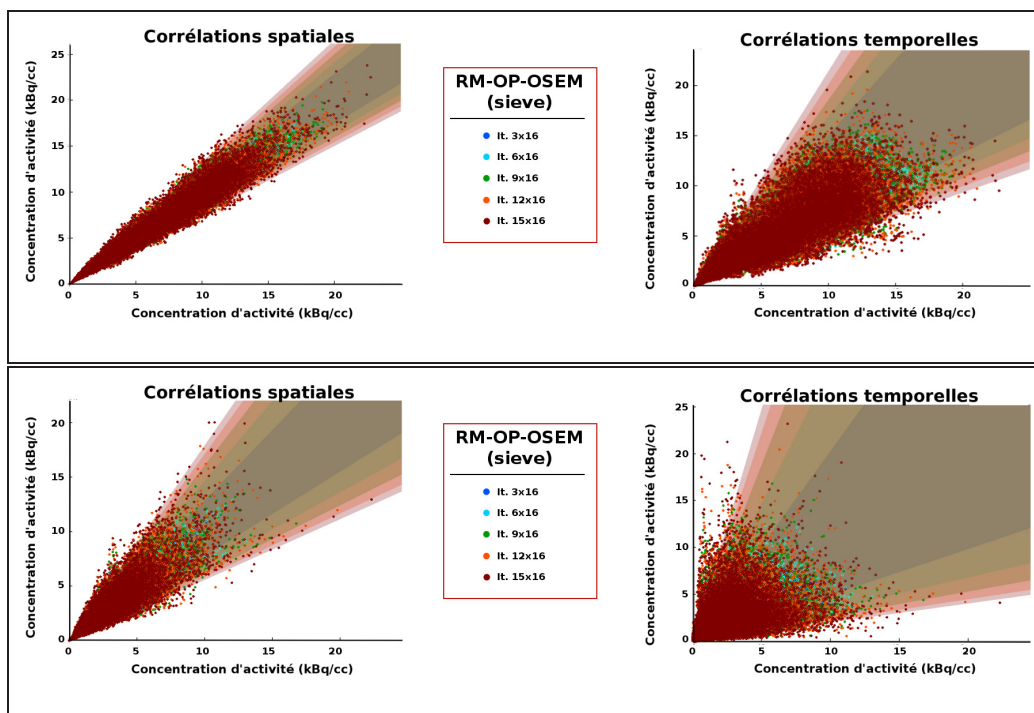 Corrélations spatiales
25
20
15
10
5
0
0 5 10 15 20
Concentration d'activité (kBq/cc)
Concentration d'activité (kBq/cc)
RM-OP-OSEM
(sieve)
It. 3x16
It. 6x16
It. 9x16
It. 12x16
It. 15x16
Corrélations temporelles
20
15
10
5
0
0 5 10 15 20
Concentration d'activité (kBq/cc)
Concentration d'activité (kBq/cc)
Corrélations spatiales
20
15
10
5
0
0 5 10 15 20
Concentration d'activité (kBq/cc)
Concentration d'activité (kBq/cc)
RM-OP-OSEM
(sieve)
It. 3x16
It. 6x16
It. 9x16
It. 12x16
It. 15x16
Corrélations temporelles
25
20
15
10
5
0
0 5 10 15 20
Concentration d'activité (kBq/cc)
Concentration d'activité (kBq/cc)